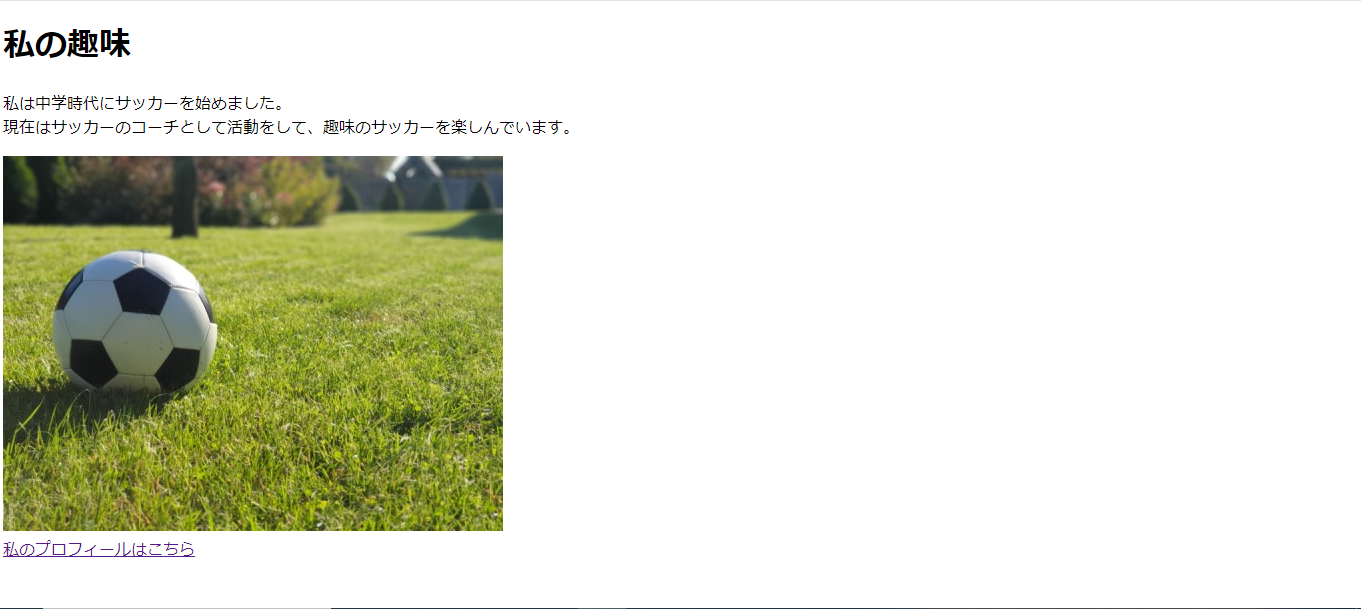 私の趣味
私は中学時代にサッカーを始めました。
現在はサッカーのコーチとして活動をして、趣味のサッカーを楽しんでいます。
私のプロフィールはこちら